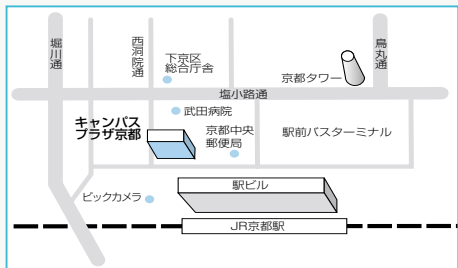 堀川通
西洞院通
下京区
総合庁舎
烏丸通
京都タワー
塩小路通
武田病院
キャンパス
プラザ京都
京都中央
郵便局
駅前バスターミナル
ビックカメラ
駅ビル
JR京都駅